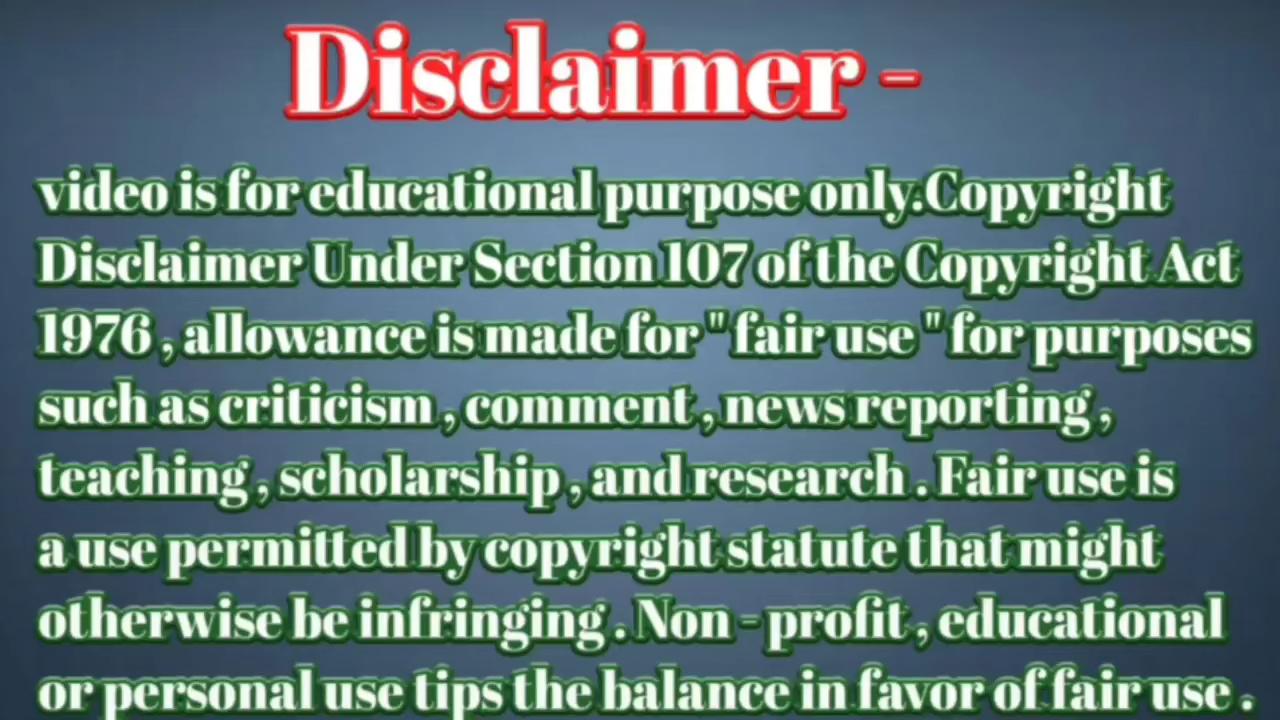 Disclaimer -
video is for educational purpose only.Copyright
Disclaimer Under Section 107 of the Copyright Act
1976 , allowance is made for " fair use " for purposes
such as criticism , comment , news reporting ,
teaching , scholarship , and research . Fair use is
a use permitted by copyright statute that might
otherwise be infringing . Non - profit , educational
or personal use tips the balance in favor of fair use .